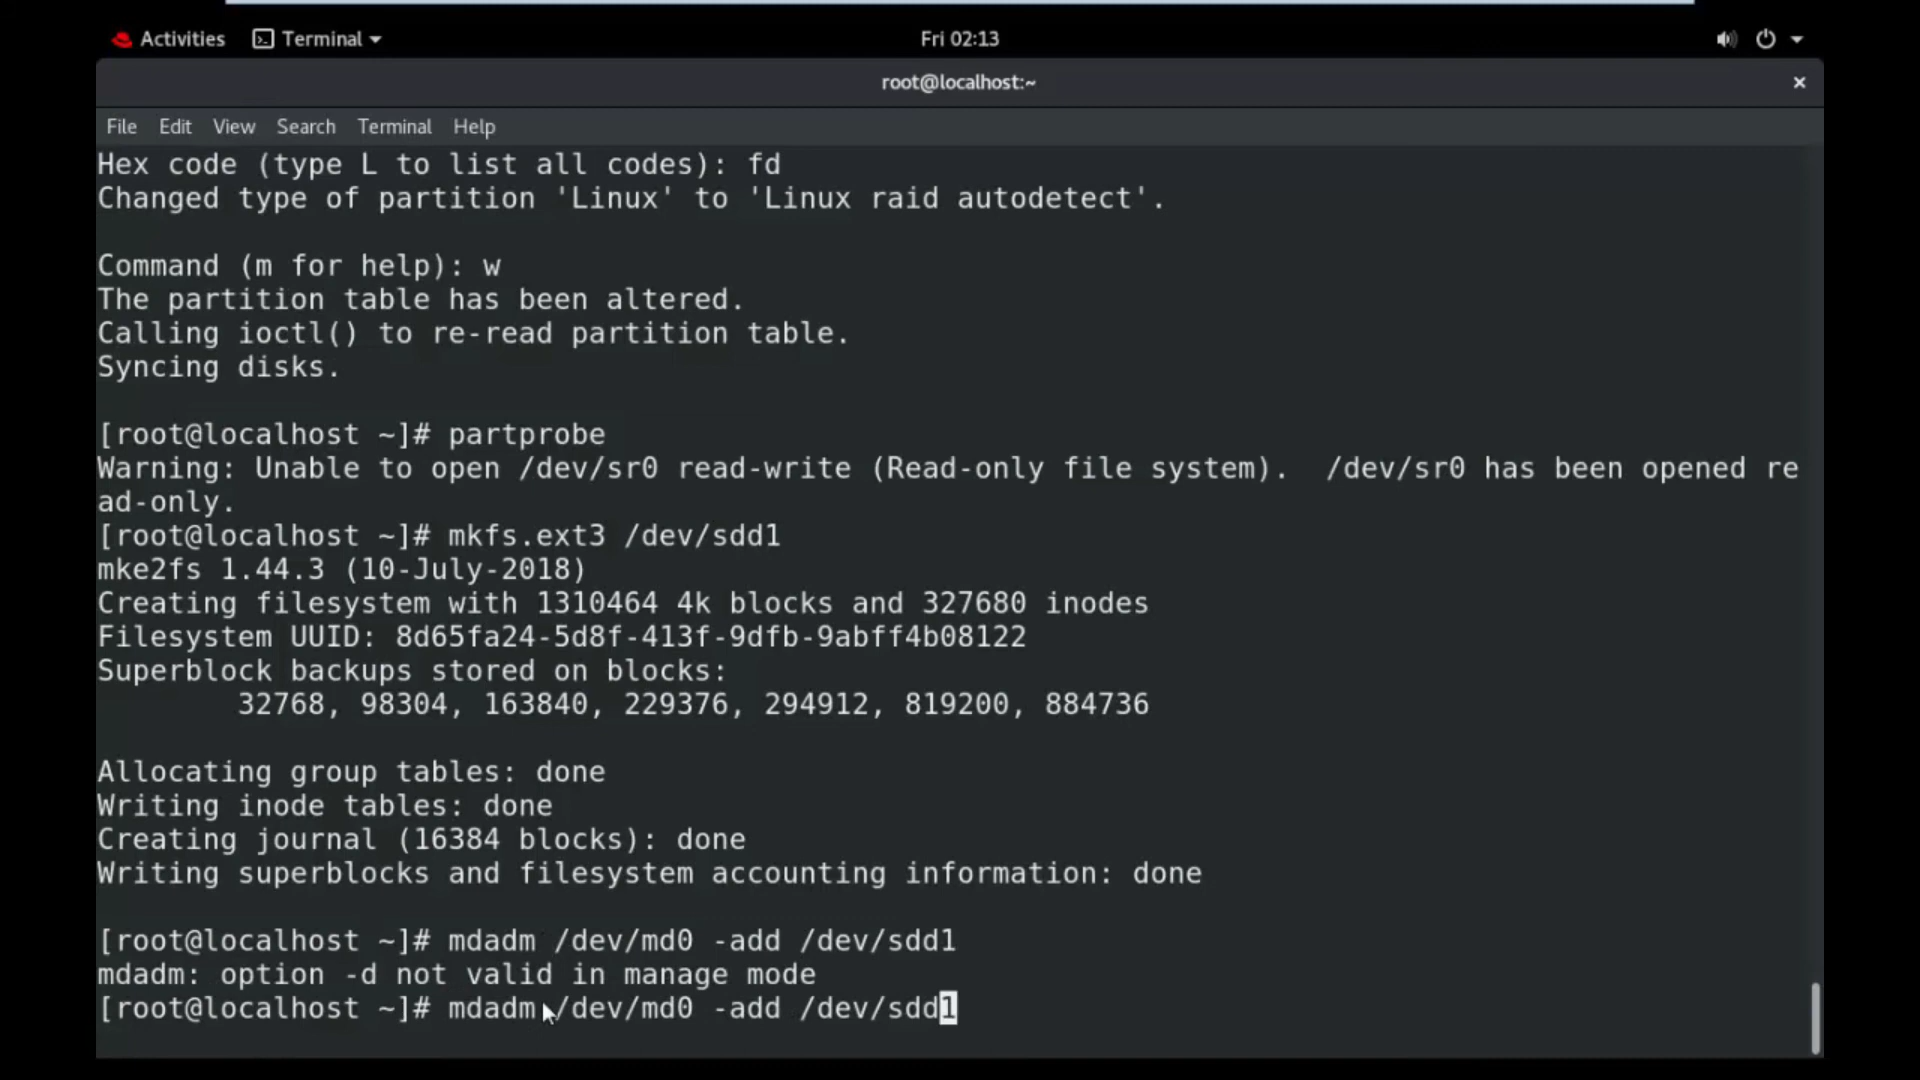 Activities Terminal Fri 02:13
root@localhost:~ ×
File Edit View Search Terminal Help
Hex code (type L to list all codes): fd
Changed type of partition 'Linux' to 'Linux raid autodetect'.
Command (m for help): w
The partition table has been altered.
Calling ioctl() to re-read partition table.
Syncing disks.
[root@localhost ~]# partprobe
Warning: Unable to open /dev/sr0 read-write (Read-only file system).  /dev/sr0 has been opened re
ad-only.
[root@localhost ~]# mkfs.ext3 /dev/sdd1
mke2fs 1.44.3 (10-July-2018)
Creating filesystem with 1310464 4k blocks and 327680 inodes
Filesystem UUID: 8d65fa24-5d8f-413f-9dfb-9abff4b08122
Superblock backups stored on blocks:
32768, 98304, 163840, 229376, 294912, 819200, 884736
Allocating group tables: done
Writing inode tables: done
Creating journal (16384 blocks): done
Writing superblocks and filesystem accounting information: done
[root@localhost ~]# mdadm /dev/md0 -add /dev/sdd1
mdadm: option -d not valid in manage mode
[root@localhost ~]# mdadm /dev/md0 -add /dev/sdd1